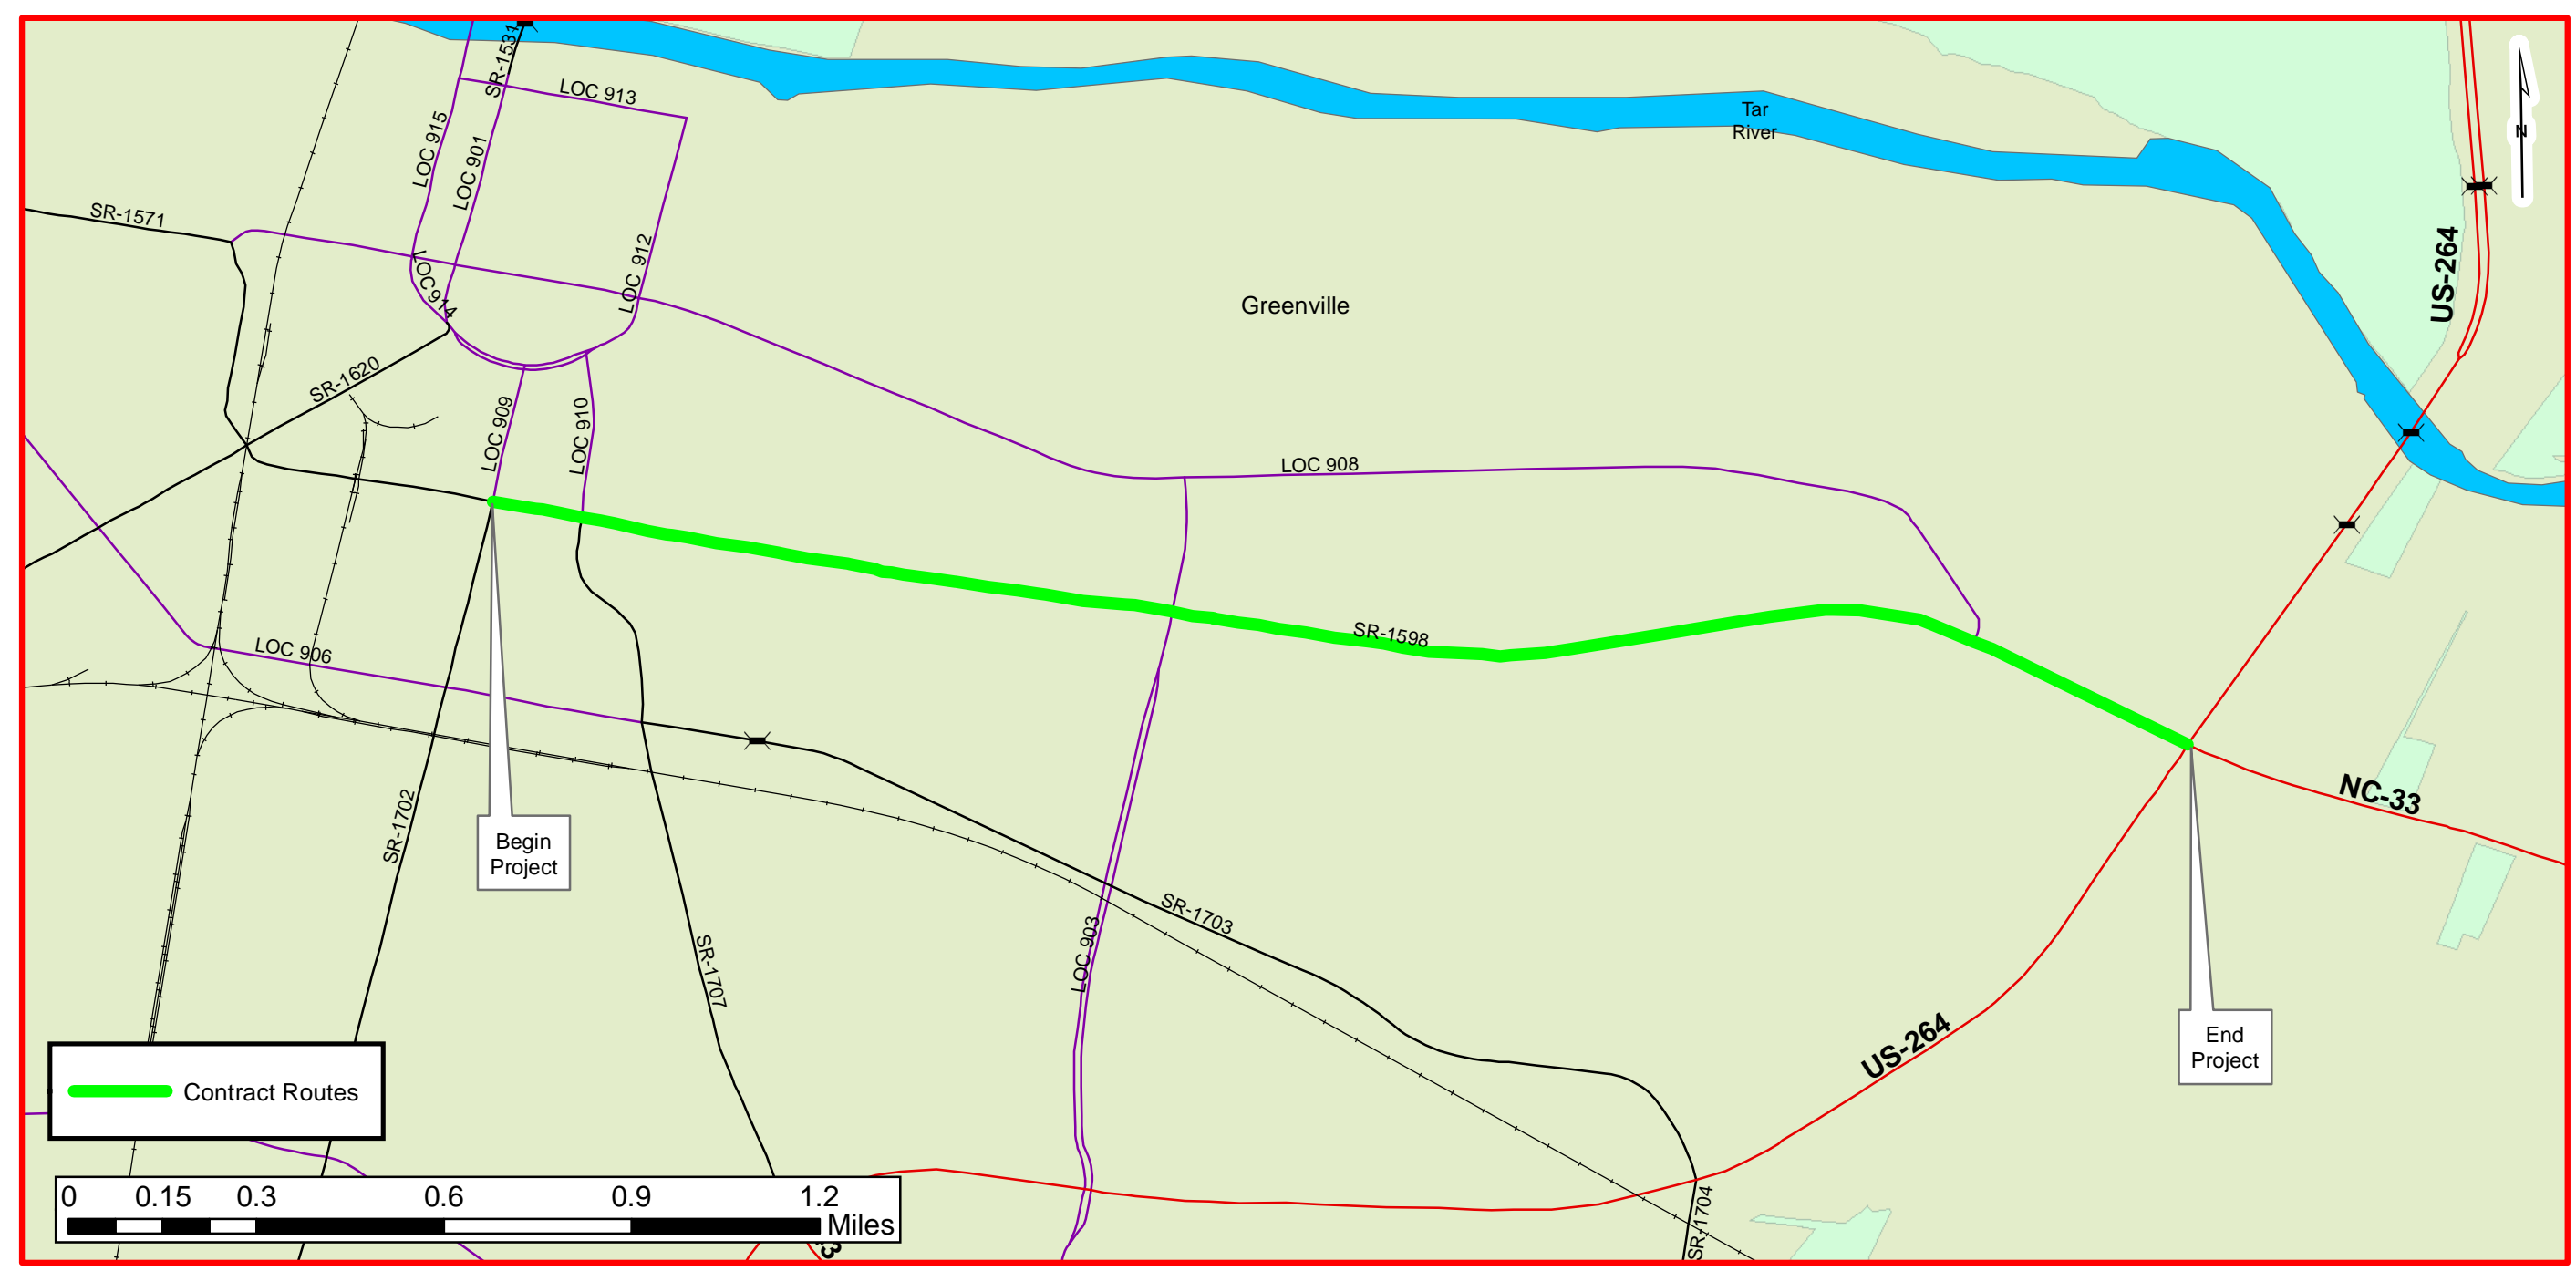 SR-1531
LOC 913
LOC 915
LOC 901
Tar
River
N
SR-1571
LOC 912
LOC 914
US-264
Greenville
SR-1620
LOC 909
LOC 910
LOC 908
SR-1598
LOC 906
NC-33
SR-1702
Begin
Project
SR-1703
LOC 903
SR-1707
US-264
End
Project
Contract Routes
0 0.15 0.3 0.6 0.9 1.2
Miles
SR-1704